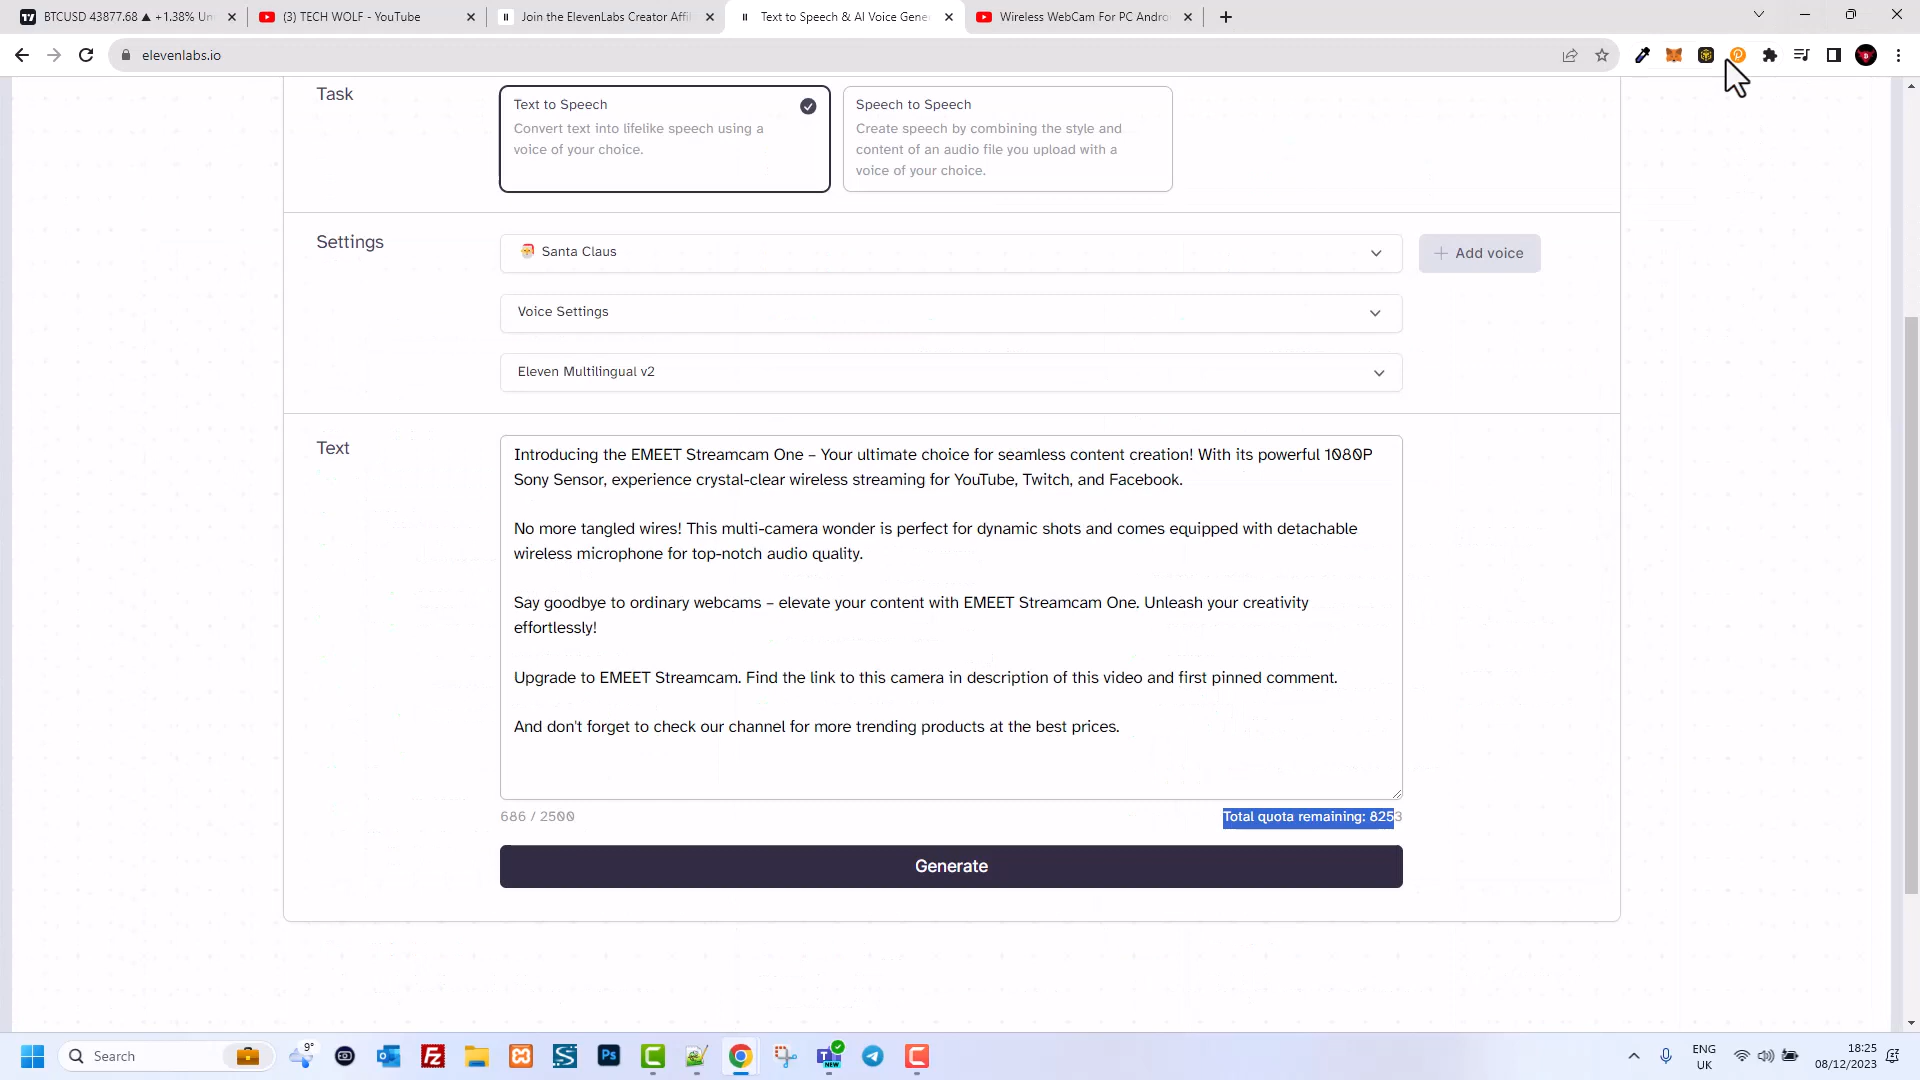 BTCUSD 43877.68 ▲ +1.38% Un
(3) TECH WOLF - YouTube
Join the ElevenLabs Creator Affi
Text to Speech & AI Voice Gene
Wireless WebCam For PC Andro
elevenlabs.io
Task
Text to Speech
Convert text into lifelike speech using a
voice of your choice.
Speech to Speech
Create speech by combining the style and
content of an audio file you upload with a
voice of your choice.
Settings
Santa Claus
+ Add voice
Voice Settings
Eleven Multilingual v2
Text
Introducing the EMEET Streamcam One – Your ultimate choice for seamless content creation! With its powerful 1080P
Sony Sensor, experience crystal-clear wireless streaming for YouTube, Twitch, and Facebook.
No more tangled wires! This multi-camera wonder is perfect for dynamic shots and comes equipped with detachable
wireless microphone for top-notch audio quality.
Say goodbye to ordinary webcams – elevate your content with EMEET Streamcam One. Unleash your creativity
effortlessly!
Upgrade to EMEET Streamcam. Find the link to this camera in description of this video and first pinned comment.
And don't forget to check our channel for more trending products at the best prices.
686 / 2500
Total quota remaining: 8253
Generate
Search
9°
Ps
NEW
ENG
UK
18:25
08/12/2023